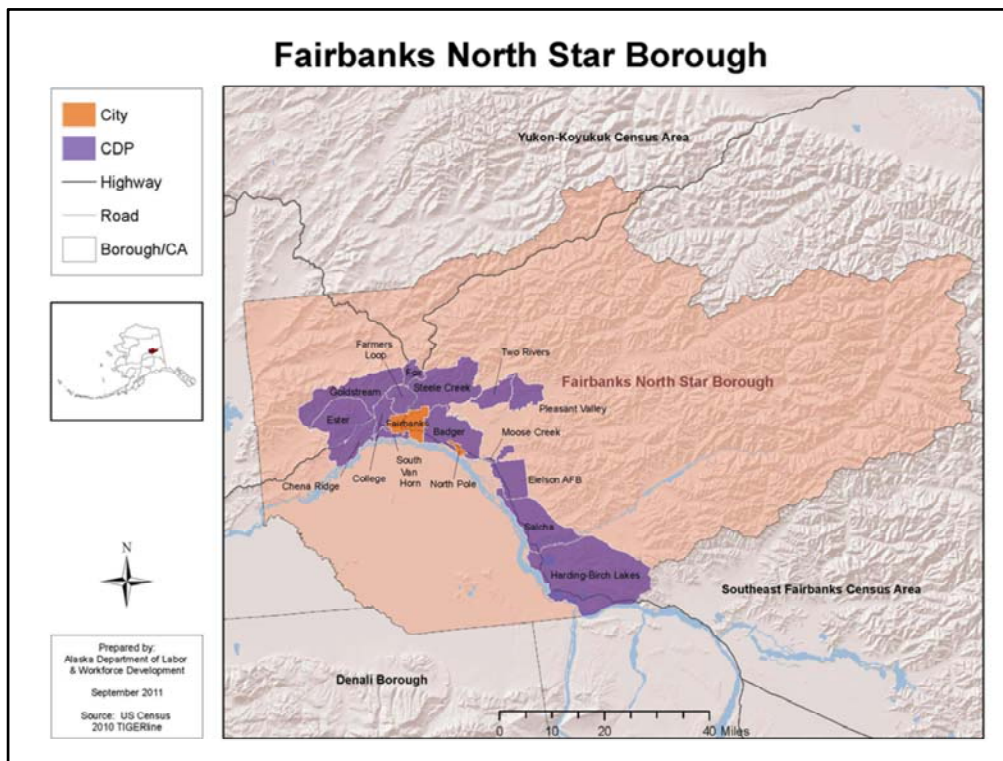 Fairbanks North Star Borough
City
CDP
Highway
Road
Borough/CA
Yukon-Koyukuk Census Area
Farmers
Loop
Two Rivers
Fox
Steele Creek
Goldstream
Fairbanks North Star Borough
Pleasant Valley
Ester
Fairbanks
Badger
Moose Creek
South
Van
Horn
College
North Pole
Eielson AFB
Chena Ridge
Salcha
Harding-Birch Lakes
Southeast Fairbanks Census Area
Denali Borough
N
Prepared by:
Alaska Department of Labor
& Workforce Development
September 2011
Source: US Census
2010 TIGERline
0 10 20 40 Miles